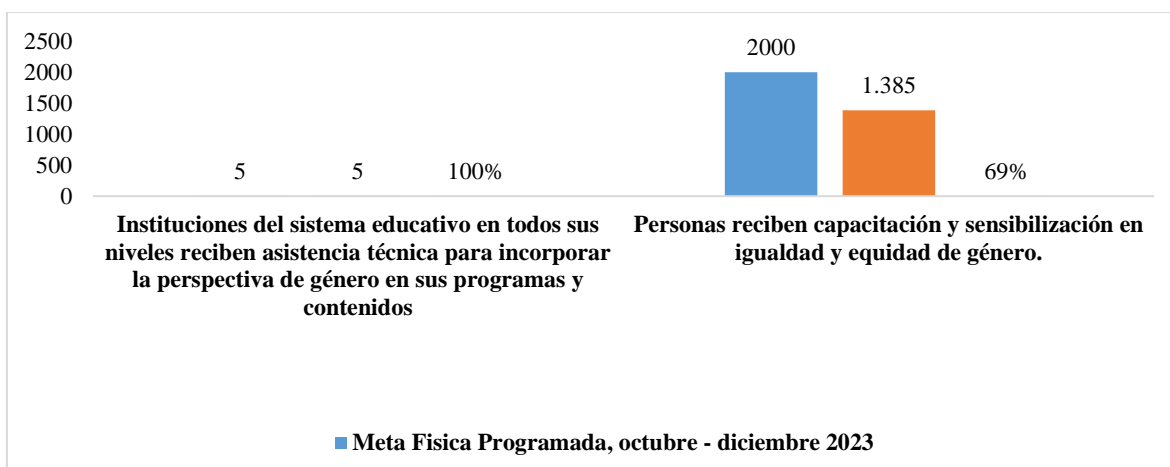 2500
2000
1500
1000
500
0
5
5
100%
2000
1.385
69%
Instituciones del sistema educativo en todos sus
niveles reciben asistencia técnica para incorporar
la perspectiva de género en sus programas y
contenidos
Personas reciben capacitación y sensibilización en
igualdad y equidad de género.
Meta Fisica Programada, octubre - diciembre 2023